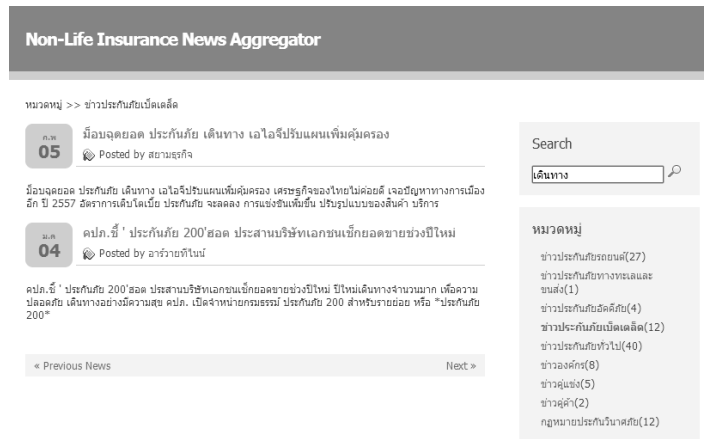 Non-Life Insurance News Aggregator
หมวดหมู่ >> ข่าวประกันภัยเบ็ดเตล็ด
ก.พ
05
ม็อบฉุดยอด ประกันภัย เดินทาง เอไอจีปรับแผนเพิ่มคุ้มครอง
Posted by สยามธุรกิจ
ม็อบฉุดยอด ประกันภัย เดินทาง เอไอจีปรับแผนเพิ่มคุ้มครอง เศรษฐกิจของไทยไม่ค่อยดี เจอปัญหาทางการเมือง
อีก ปี 2557 อัตราการเติบโตเบี้ย ประกันภัย จะลดลง การแข่งขันเพิ่มขึ้น ปรับรูปแบบของสินค้า บริการ
ม.ค
04
คปภ.ชี้ ' ประกันภัย 200'ฮอต ประสานบริษัทเอกชนเช็กยอดขายช่วงปีใหม่
Posted by อาร์วายทีไนน์
คปภ.ชี้ ' ประกันภัย 200'ฮอต ประสานบริษัทเอกชนเช็กยอดขายช่วงปีใหม่ ปีใหม่เดินทางจำนวนมาก เพื่อความ
ปลอดภัย เดินทางอย่างมีความสุข คปภ. เปิดจำหน่ายกรมธรรม์ ประกันภัย 200 สำหรับรายย่อย หรือ "ประกันภัย
200"
« Previous News
Next »
Search
เดินทาง
หมวดหมู่
ข่าวประกันภัยรถยนต์(27)
ข่าวประกันภัยทางทะเลและ
ขนส่ง(1)
ข่าวประกันภัยอัคคีภัย(4)
ข่าวประกันภัยเบ็ดเตล็ด(12)
ข่าวประกันภัยทั่วไป(40)
ข่าวองค์กร(8)
ข่าวคู่แข่ง(5)
ข่าวคู่ค้า(2)
กฎหมายประกันวินาศภัย(12)